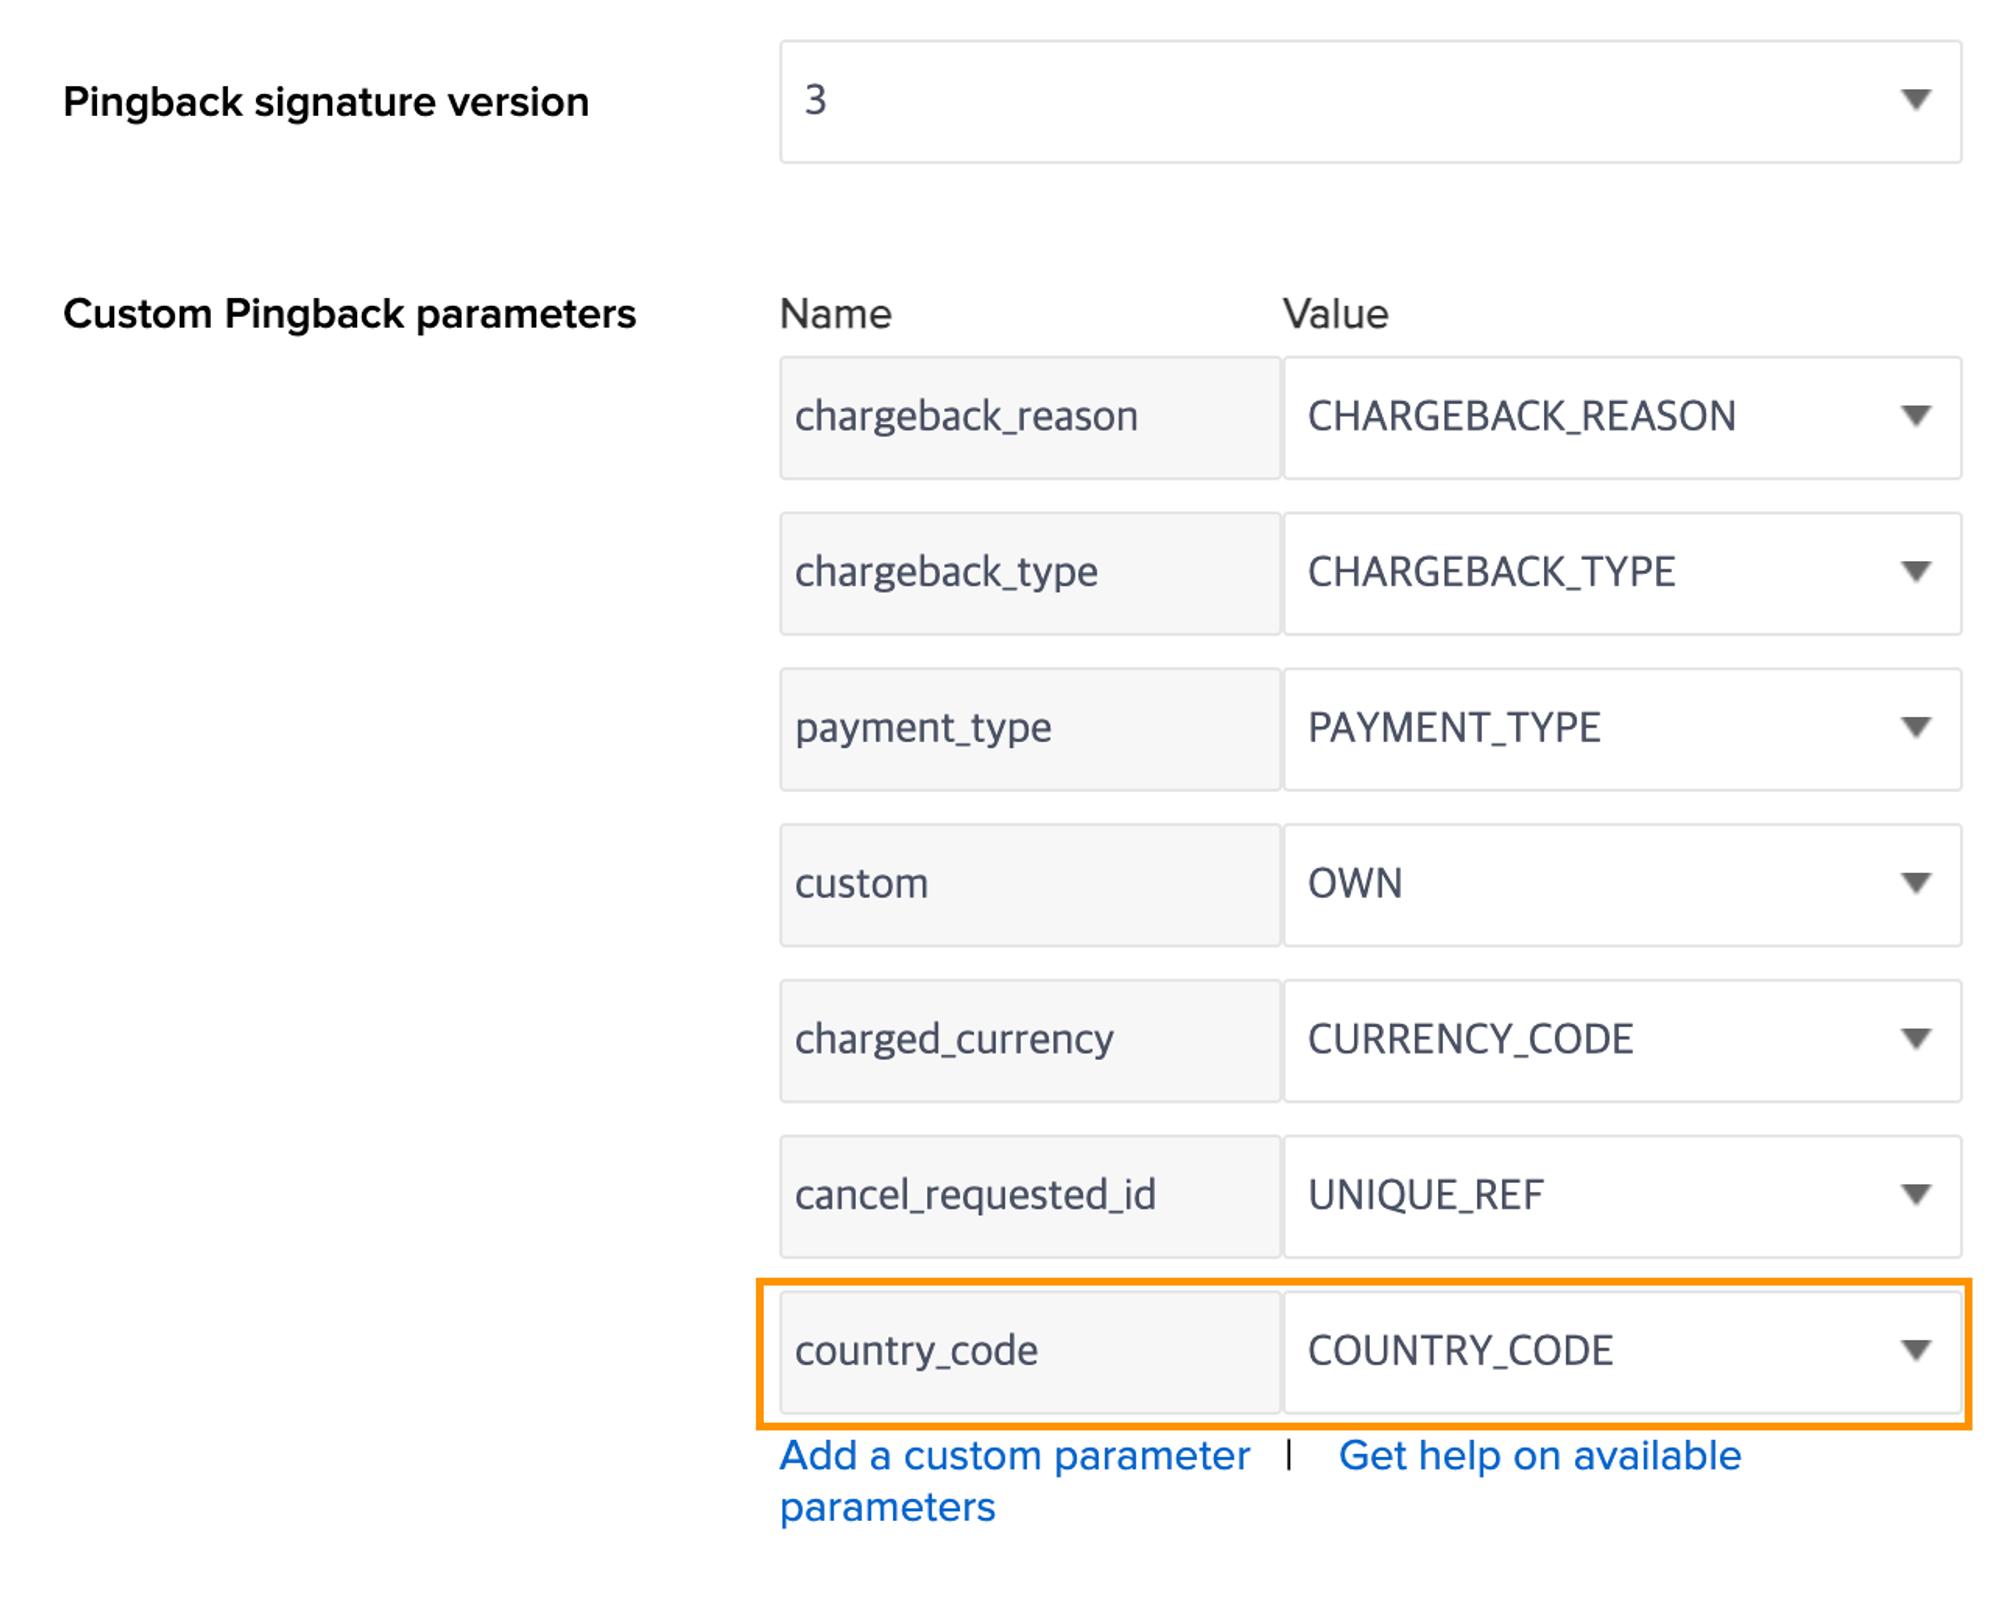 Pingback signature version 3
Custom Pingback parameters Name Value
chargeback_reason CHARGEBACK_REASON
chargeback_type CHARGEBACK_TYPE
payment_type PAYMENT_TYPE
custom OWN
charged_currency CURRENCY_CODE
cancel_requested_id UNIQUE_REF
country_code COUNTRY_CODE
Add a custom parameter | Get help on available
parameters